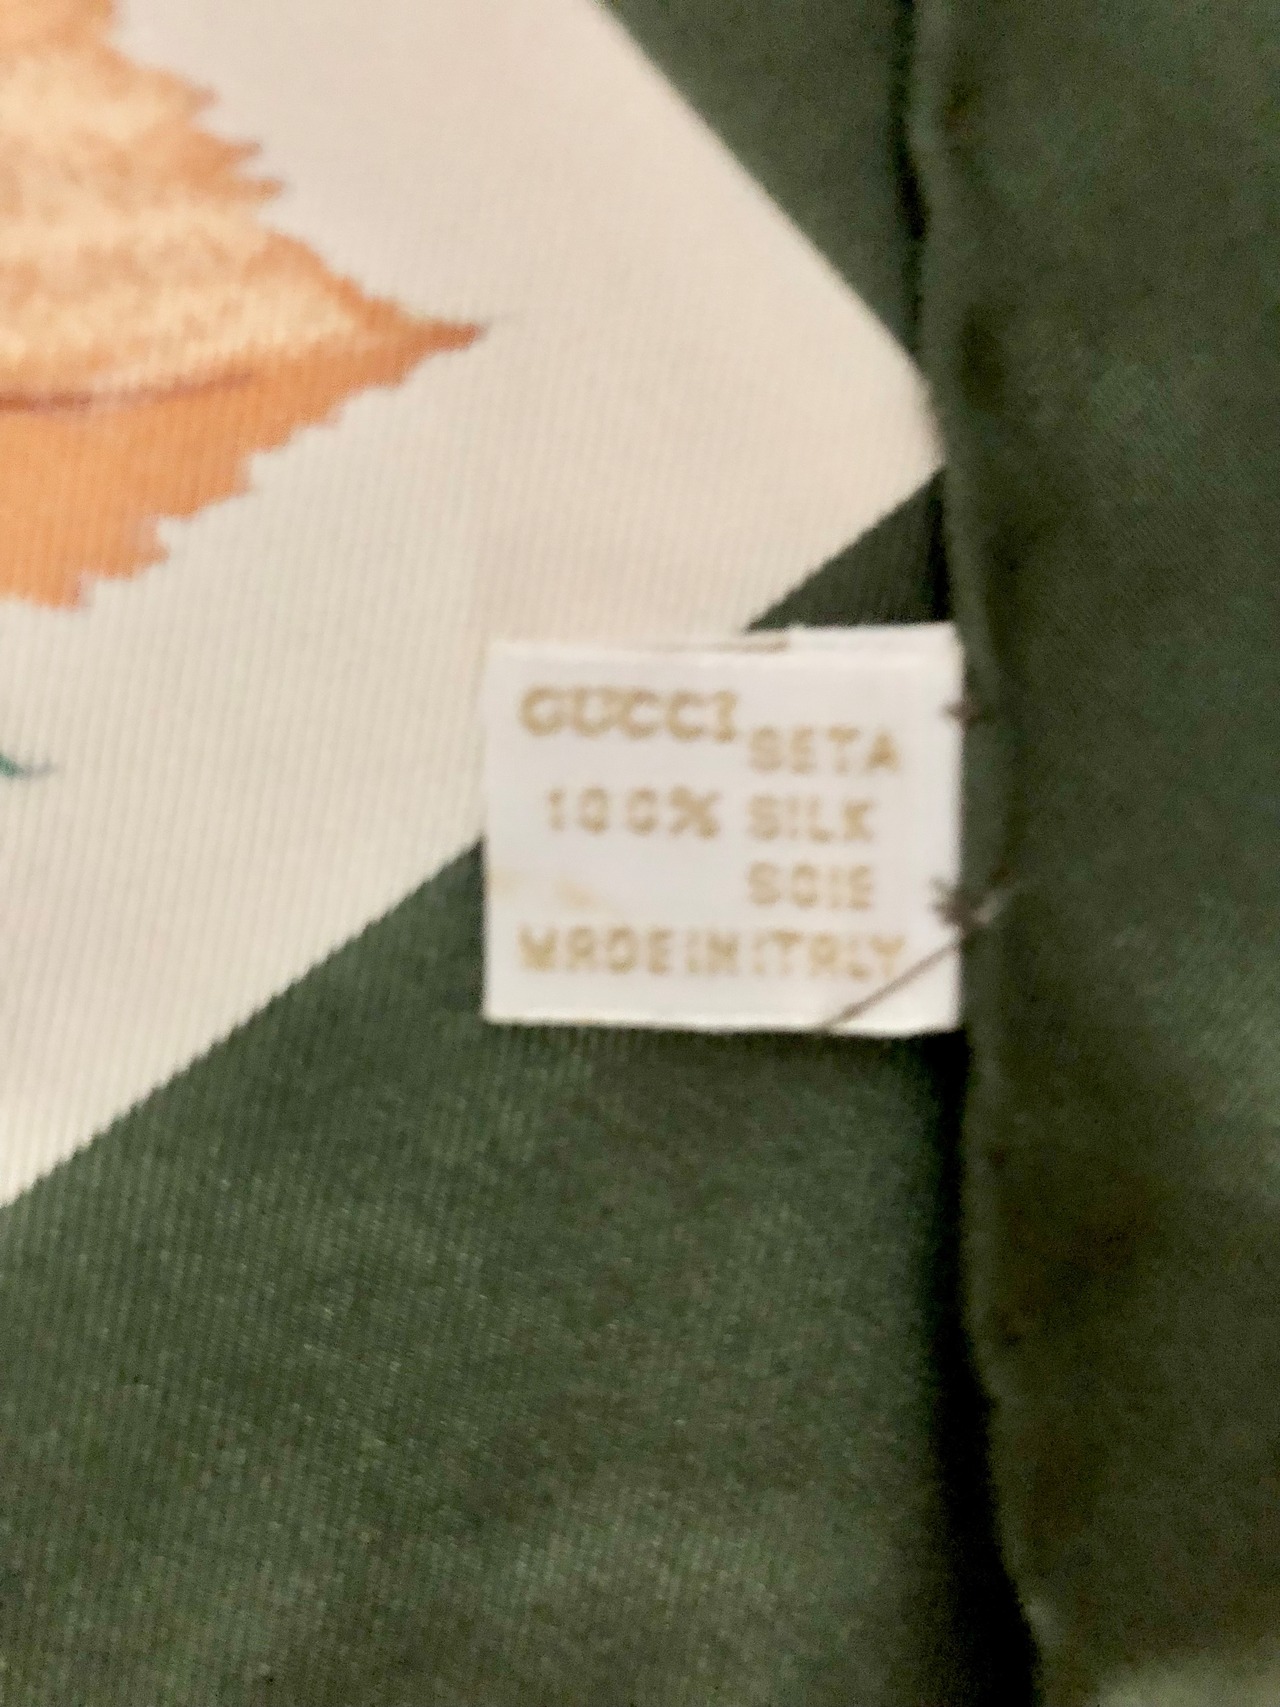 GUCCI SETA
100% SILK
SOIE
MADE IN ITALY